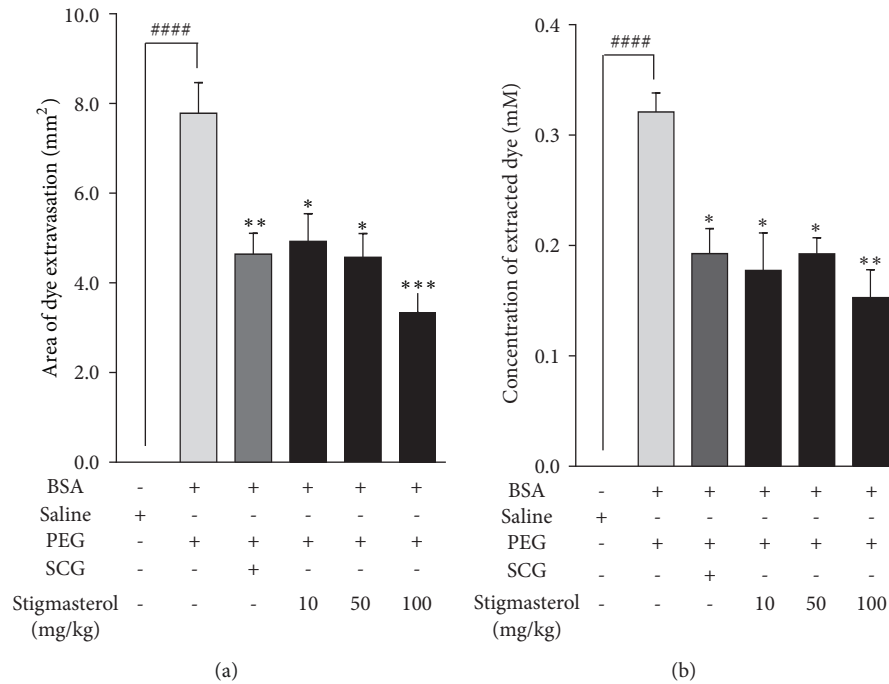 10.0
8.0
6.0
4.0
2.0
0.0
Area of dye extravasation (mm²)
####
**
*
*
***
BSA - + + + + +
Saline + - - - - -
PEG - + + + + +
SCG - - + - - -
Stigmasterol - - - 10 50 100
(mg/kg)
(a)
0.4
0.3
0.2
0.1
0.0
Concentration of extracted dye (mM)
####
*
*
*
**
BSA - + + + + +
Saline + - - - - -
PEG - + + + + +
SCG - - + - - -
Stigmasterol - - - 10 50 100
(mg/kg)
(b)